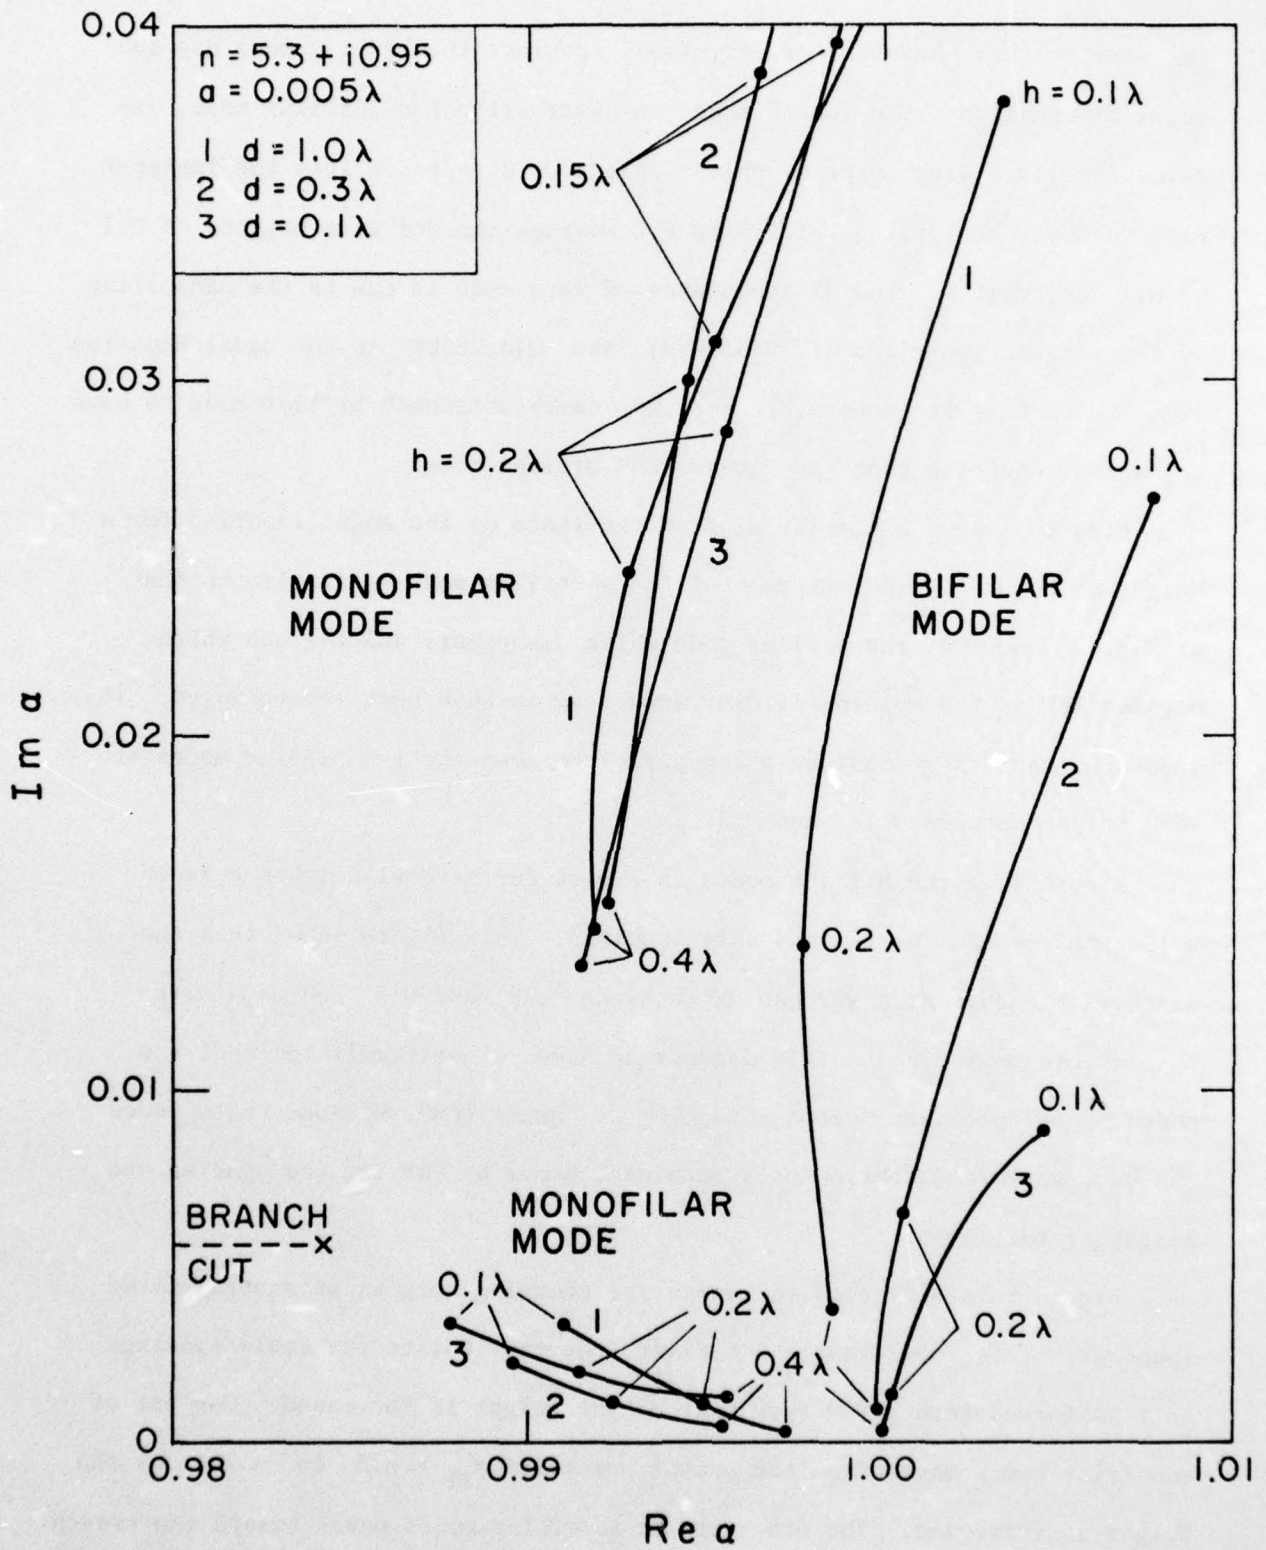 0.04
n = 5.3 + i0.95
a = 0.005λ
1 d = 1.0λ
2 d = 0.3λ
3 d = 0.1λ
h = 0.1λ
0.15λ
2
1
0.03
h = 0.2λ
0.1λ
3
MONOFILAR
MODE
BIFILAR
MODE
1
Im α
0.02
2
0.2λ
0.4λ
0.01
0.1λ
3
BRANCH
CUT
x
MONOFILAR
MODE
0.1λ
1
0.2λ
0.2λ
3
0.4λ
2
0
0.98
0.99
1.00
1.01
Re α